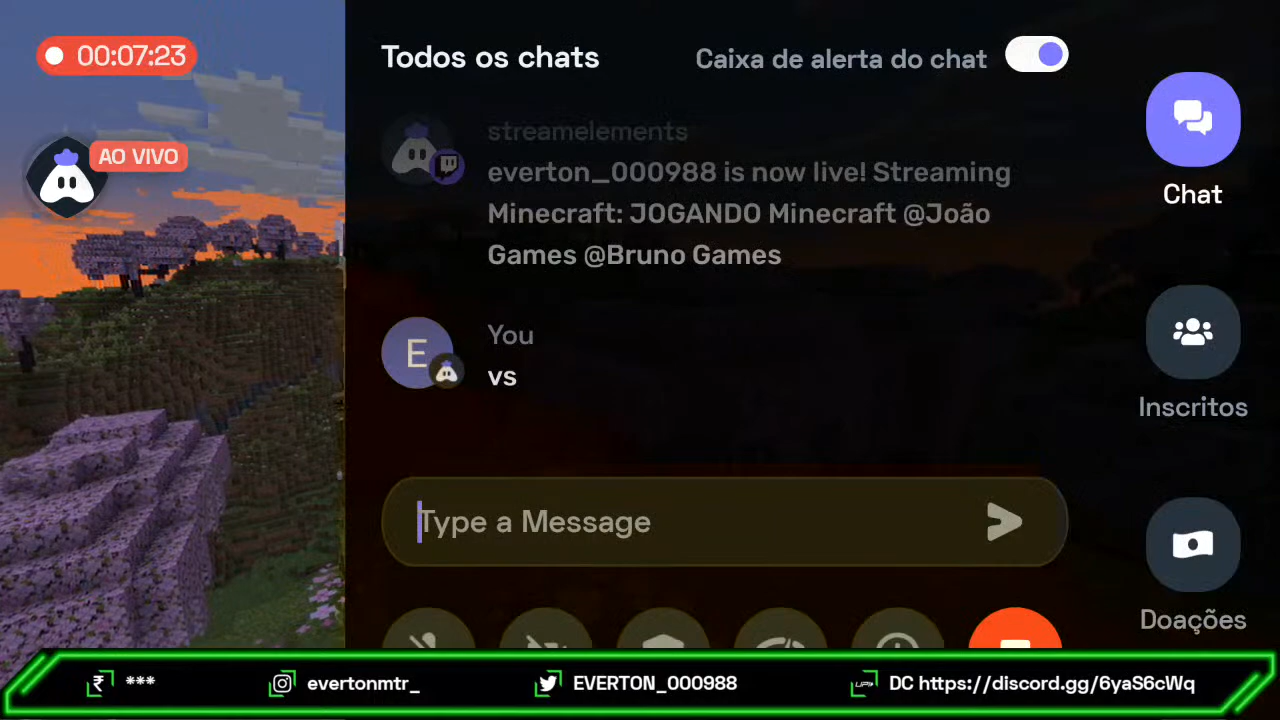 00:07:23
AO VIVO
Todos os chats
Caixa de alerta do chat
streamelements
everton_000988 is now live! Streaming
Minecraft: JOGANDO Minecraft @João
Games @Bruno Games
E
You
vs
Type a Message
Chat
Inscritos
Doações
₹ ***
evertonmtr_
EVERTON_000988
DC https://discord.gg/6yaS6cWq